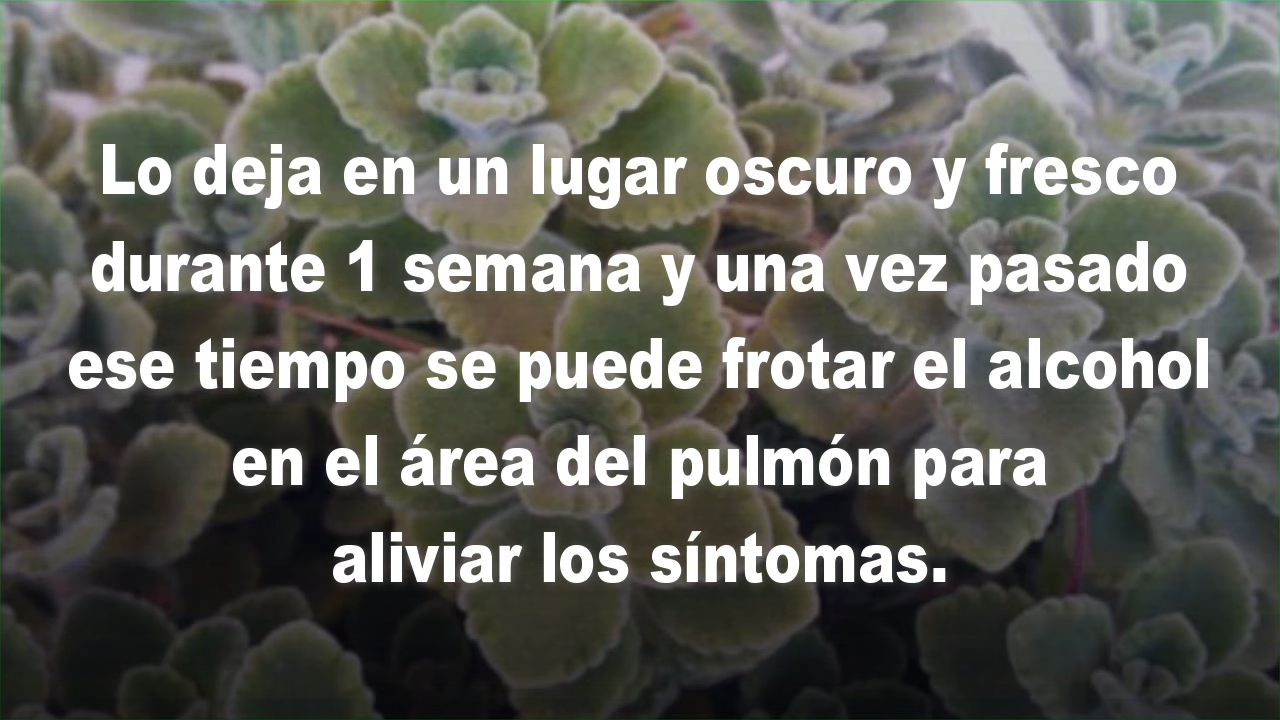 Lo deja en un lugar oscuro y fresco
durante 1 semana y una vez pasado
ese tiempo se puede frotar el alcohol
en el área del pulmón para
aliviar los síntomas.